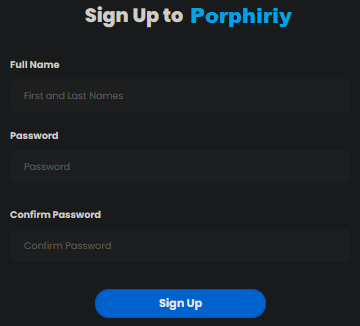 Sign Up to Porphiriy
Full Name
First and Last Names
Password
Password
Confirm Password
Confirm Password
Sign Up